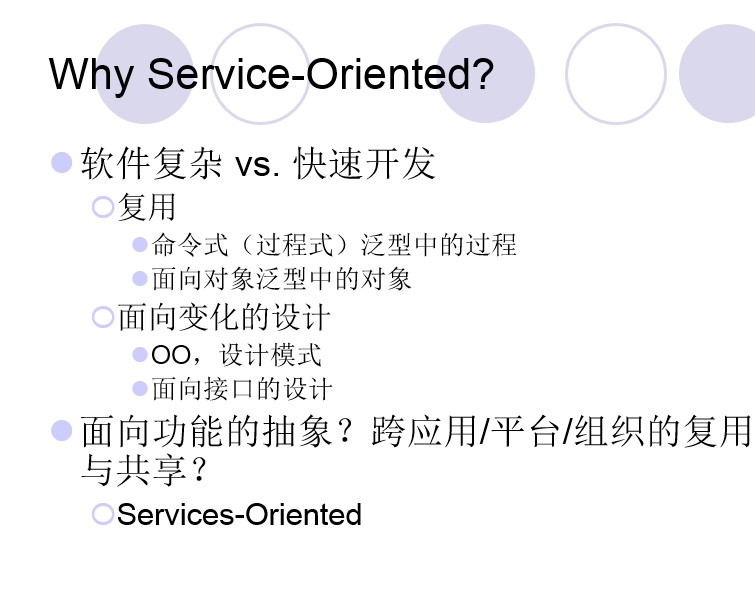 Why Service-Oriented?
软件复杂 vs. 快速开发
复用
命令式（过程式）泛型中的过程
面向对象泛型中的对象
面向变化的设计
OO，设计模式
面向接口的设计
面向功能的抽象？跨应用/平台/组织的复用
与共享？
Services-Oriented